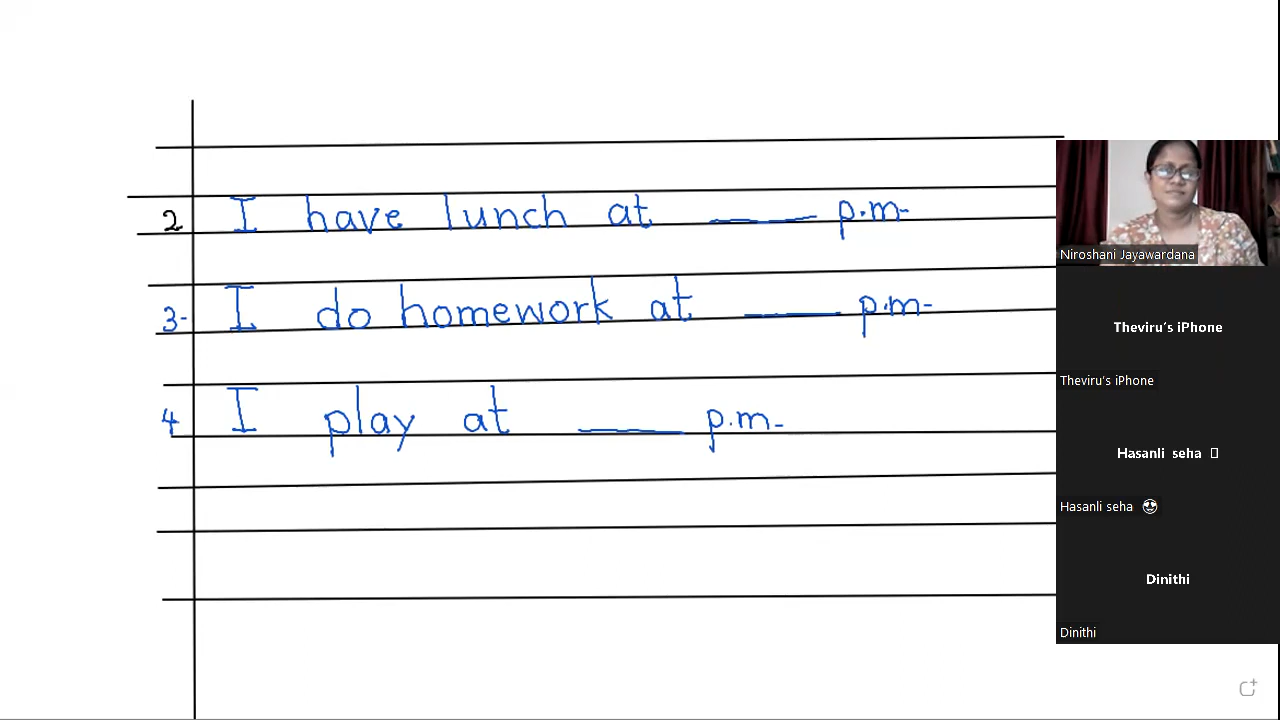 2 I have lunch at ____ p.m.
3. I do homework at ____ p.m.
4 I play at ____ p.m.
Niroshani Jayawardana
Theviru's iPhone
Theviru's iPhone
Hasanli seha
Hasanli seha 😍
Dinithi
Dinithi